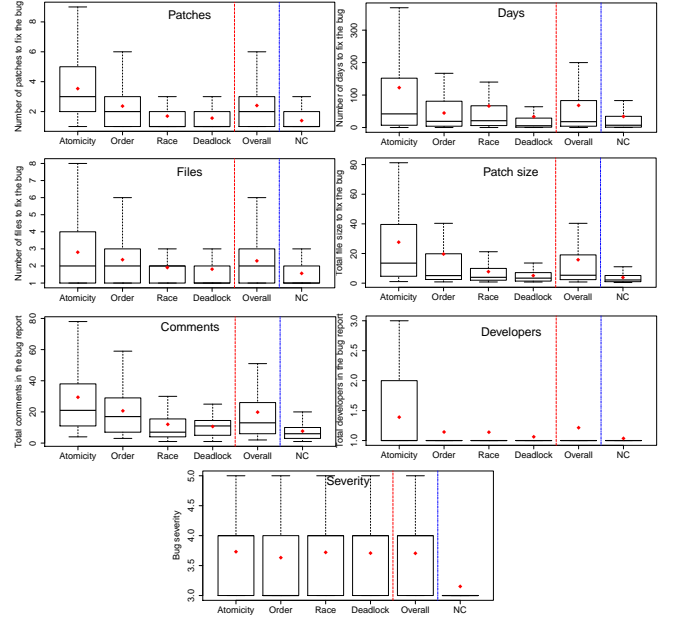 Patches
Number of patches to fix the bug
8
6
4
2
Atomicity Order Race Deadlock Overall NC
Days
Number of days to fix the bug
300
200
100
0
Atomicity Order Race Deadlock Overall NC
Files
Number of files to fix the bug
8
7
6
5
4
3
2
1
Atomicity Order Race Deadlock Overall NC
Patch size
Total file size to fix the bug
80
60
40
20
0
Atomicity Order Race Deadlock Overall NC
Comments
Total comments in the bug report
80
60
40
20
0
Atomicity Order Race Deadlock Overall NC
Developers
Total developers in the bug report
3.0
2.5
2.0
1.5
1.0
Atomicity Order Race Deadlock Overall NC
Severity
Bug severity
5.0
4.5
4.0
3.5
3.0
Atomicity Order Race Deadlock Overall NC